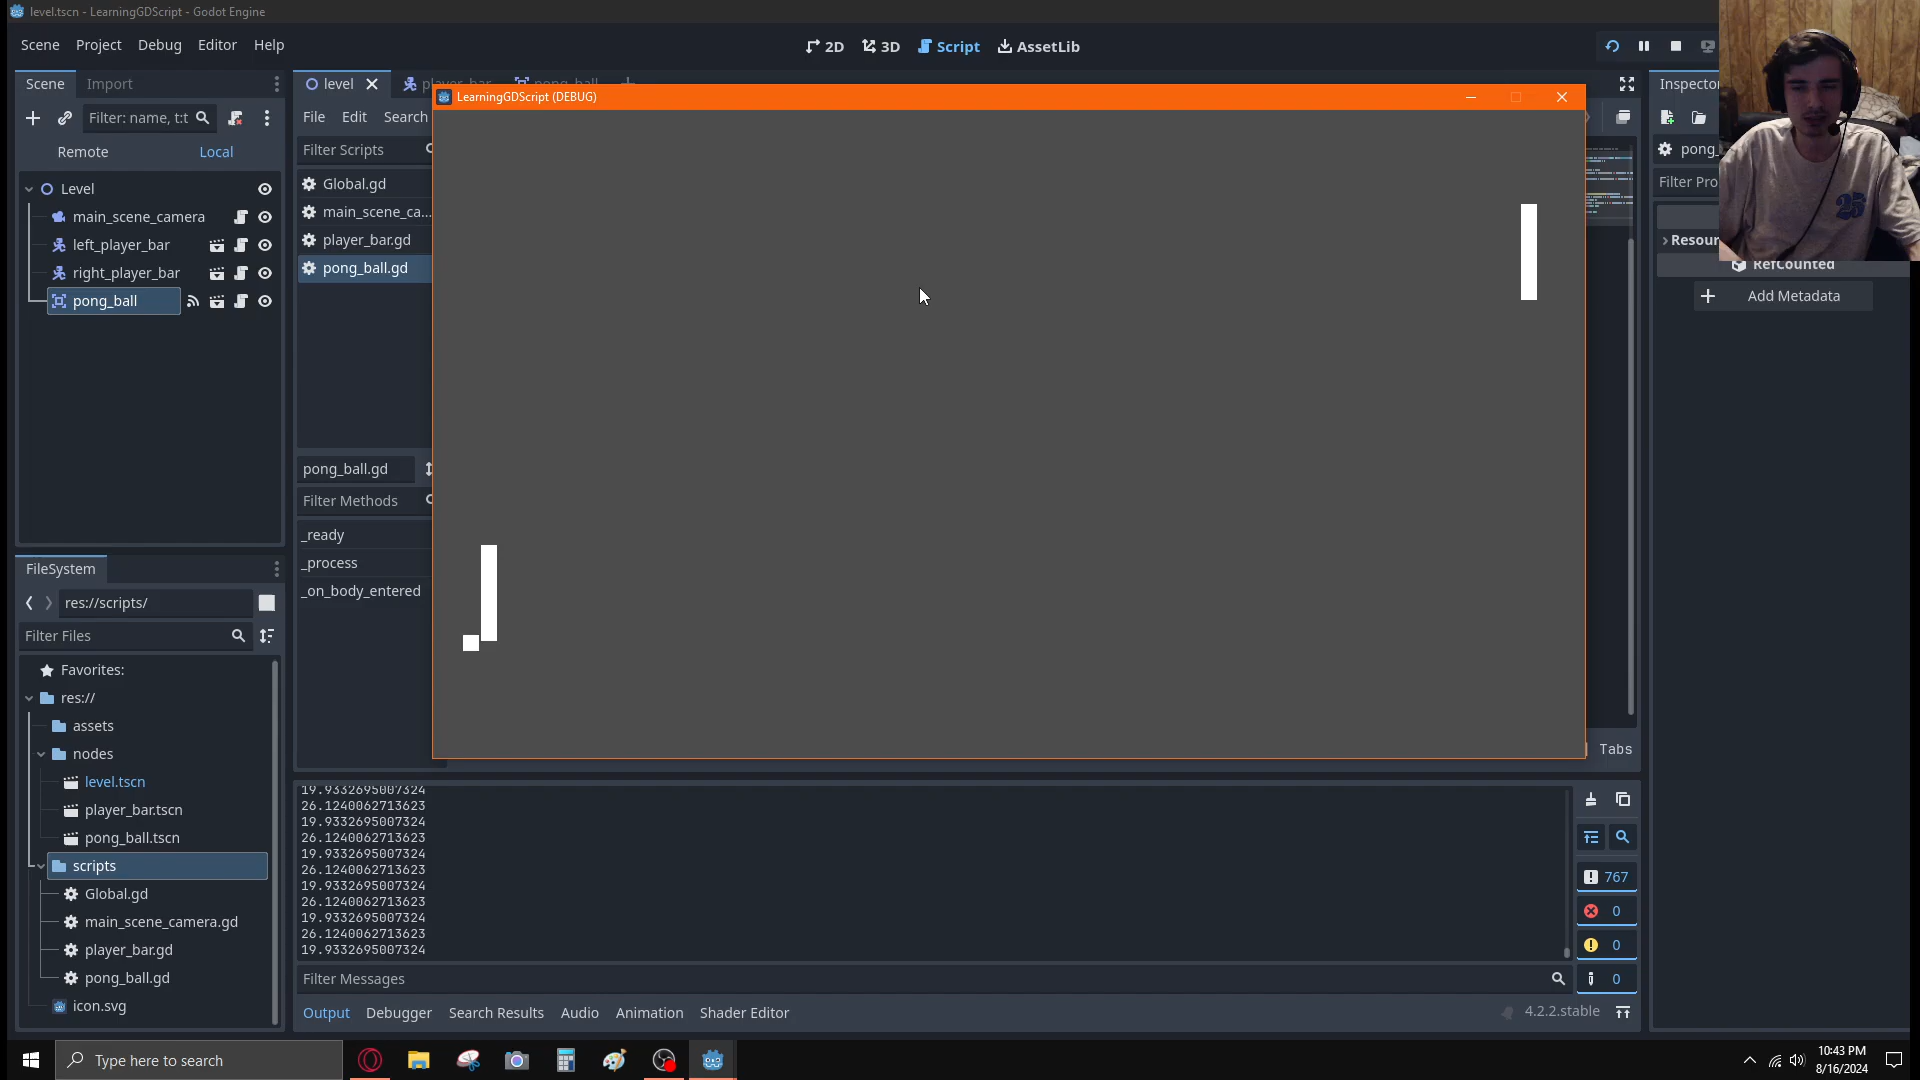 level.tscn - LearningGDScript - Godot Engine
Scene Project Debug Editor Help
2D 3D Script AssetLib
Scene Import
level player_bar pong_ball
Inspector
Filter: name, t:t
File Edit Search
LearningGDScript (DEBUG)
Remote Local
Filter Scripts
pong_
Filter Pro
Level
main_scene_camera
left_player_bar
right_player_bar
pong_ball
Global.gd
main_scene_ca...
player_bar.gd
pong_ball.gd
Resour
RefCounted
Add Metadata
25
pong_ball.gd
Filter Methods
_ready
_process
_on_body_entered
Tabs
FileSystem
res://scripts/
Filter Files
Favorites:
res://
assets
nodes
level.tscn
player_bar.tscn
pong_ball.tscn
scripts
Global.gd
main_scene_camera.gd
player_bar.gd
pong_ball.gd
icon.svg
19.9332695007324
26.1240062713623
19.9332695007324
26.1240062713623
19.9332695007324
26.1240062713623
19.9332695007324
26.1240062713623
19.9332695007324
26.1240062713623
19.9332695007324
767
0
0
0
Filter Messages
Output Debugger Search Results Audio Animation Shader Editor
4.2.2.stable
Type here to search
10:43 PM
8/16/2024